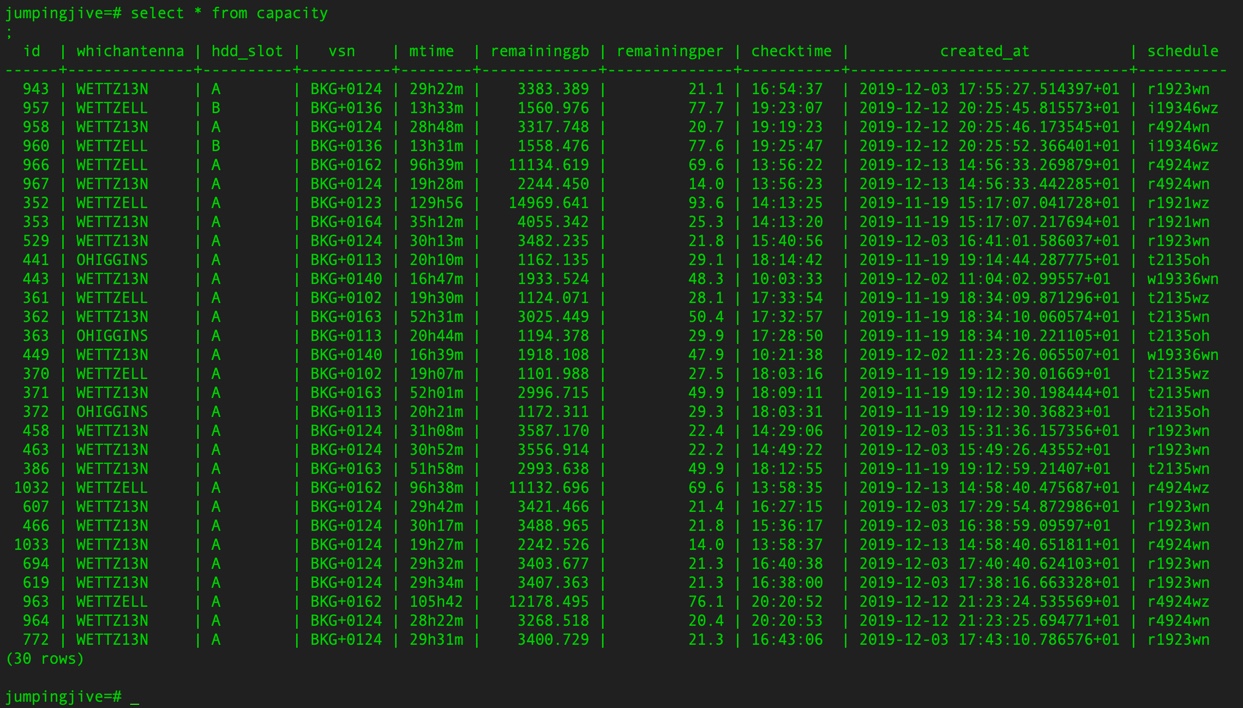 jumpingjive=# select * from capacity
;
  id  | whichantenna | hdd_slot |   vsn    | mtime  | remaininggb | remainingper | checktime |          created_at           | schedule
------+--------------+----------+----------+--------+-------------+--------------+-----------+-------------------------------+----------
  943 | WETTZ13N     | A        | BKG+0124 | 29h22m |    3383.389 |         21.1 | 16:54:37  | 2019-12-03 17:55:27.514397+01 | r1923wn
  957 | WETTZELL     | B        | BKG+0136 | 13h33m |    1560.976 |         77.7 | 19:23:07  | 2019-12-12 20:25:45.815573+01 | i19346wz
  958 | WETTZ13N     | A        | BKG+0124 | 28h48m |    3317.748 |         20.7 | 19:19:23  | 2019-12-12 20:25:46.173545+01 | r4924wn
  960 | WETTZELL     | B        | BKG+0136 | 13h31m |    1558.476 |         77.6 | 19:25:47  | 2019-12-12 20:25:52.366401+01 | i19346wz
  966 | WETTZELL     | A        | BKG+0162 | 96h39m |   11134.619 |         69.6 | 13:56:22  | 2019-12-13 14:56:33.269879+01 | r4924wz
  967 | WETTZ13N     | A        | BKG+0124 | 19h28m |    2244.450 |         14.0 | 13:56:23  | 2019-12-13 14:56:33.442285+01 | r4924wn
  352 | WETTZELL     | A        | BKG+0123 | 129h56 |   14969.641 |         93.6 | 14:13:25  | 2019-11-19 15:17:07.041728+01 | r1921wz
  353 | WETTZ13N     | A        | BKG+0164 | 35h12m |    4055.342 |         25.3 | 14:13:20  | 2019-11-19 15:17:07.217694+01 | r1921wn
  529 | WETTZ13N     | A        | BKG+0124 | 30h13m |    3482.235 |         21.8 | 15:40:56  | 2019-12-03 16:41:01.586037+01 | r1923wn
  441 | OHIGGINS     | A        | BKG+0113 | 20h10m |    1162.135 |         29.1 | 18:14:42  | 2019-11-19 19:14:44.287775+01 | t2135oh
  443 | WETTZ13N     | A        | BKG+0140 | 16h47m |    1933.524 |         48.3 | 10:03:33  | 2019-12-02 11:04:02.99557+01  | w19336wn
  361 | WETTZELL     | A        | BKG+0102 | 19h30m |    1124.071 |         28.1 | 17:33:54  | 2019-11-19 18:34:09.871296+01 | t2135wz
  362 | WETTZ13N     | A        | BKG+0163 | 52h31m |    3025.449 |         50.4 | 17:32:57  | 2019-11-19 18:34:10.060574+01 | t2135wn
  363 | OHIGGINS     | A        | BKG+0113 | 20h44m |    1194.378 |         29.9 | 17:28:50  | 2019-11-19 18:34:10.221105+01 | t2135oh
  449 | WETTZ13N     | A        | BKG+0140 | 16h39m |    1918.108 |         47.9 | 10:21:38  | 2019-12-02 11:23:26.065507+01 | w19336wn
  370 | WETTZELL     | A        | BKG+0102 | 19h07m |    1101.988 |         27.5 | 18:03:16  | 2019-11-19 19:12:30.01669+01  | t2135wz
  371 | WETTZ13N     | A        | BKG+0163 | 52h01m |    2996.715 |         49.9 | 18:09:11  | 2019-11-19 19:12:30.198444+01 | t2135wn
  372 | OHIGGINS     | A        | BKG+0113 | 20h21m |    1172.311 |         29.3 | 18:03:31  | 2019-11-19 19:12:30.36823+01  | t2135oh
  458 | WETTZ13N     | A        | BKG+0124 | 31h08m |    3587.170 |         22.4 | 14:29:06  | 2019-12-03 15:31:36.157356+01 | r1923wn
  463 | WETTZ13N     | A        | BKG+0124 | 30h52m |    3556.914 |         22.2 | 14:49:22  | 2019-12-03 15:49:26.43552+01  | r1923wn
  386 | WETTZ13N     | A        | BKG+0163 | 51h58m |    2993.638 |         49.9 | 18:12:55  | 2019-11-19 19:12:59.21407+01  | t2135wn
 1032 | WETTZELL     | A        | BKG+0162 | 96h38m |   11132.696 |         69.6 | 13:58:35  | 2019-12-13 14:58:40.475687+01 | r4924wz
  607 | WETTZ13N     | A        | BKG+0124 | 29h42m |    3421.466 |         21.4 | 16:27:15  | 2019-12-03 17:29:54.872986+01 | r1923wn
  466 | WETTZ13N     | A        | BKG+0124 | 30h17m |    3488.965 |         21.8 | 15:36:17  | 2019-12-03 16:38:59.09597+01  | r1923wn
 1033 | WETTZ13N     | A        | BKG+0124 | 19h27m |    2242.526 |         14.0 | 13:58:37  | 2019-12-13 14:58:40.651811+01 | r4924wn
  694 | WETTZ13N     | A        | BKG+0124 | 29h32m |    3403.677 |         21.3 | 16:40:38  | 2019-12-03 17:40:40.624103+01 | r1923wn
  619 | WETTZ13N     | A        | BKG+0124 | 29h34m |    3407.363 |         21.3 | 16:38:00  | 2019-12-03 17:38:16.663328+01 | r1923wn
  963 | WETTZELL     | A        | BKG+0162 | 105h42 |   12178.495 |         76.1 | 20:20:52  | 2019-12-12 21:23:24.535569+01 | r4924wz
  964 | WETTZ13N     | A        | BKG+0124 | 28h22m |    3268.518 |         20.4 | 20:20:53  | 2019-12-12 21:23:25.694771+01 | r4924wn
  772 | WETTZ13N     | A        | BKG+0124 | 29h31m |    3400.729 |         21.3 | 16:43:06  | 2019-12-03 17:43:10.786576+01 | r1923wn
(30 rows)
jumpingjive=# _